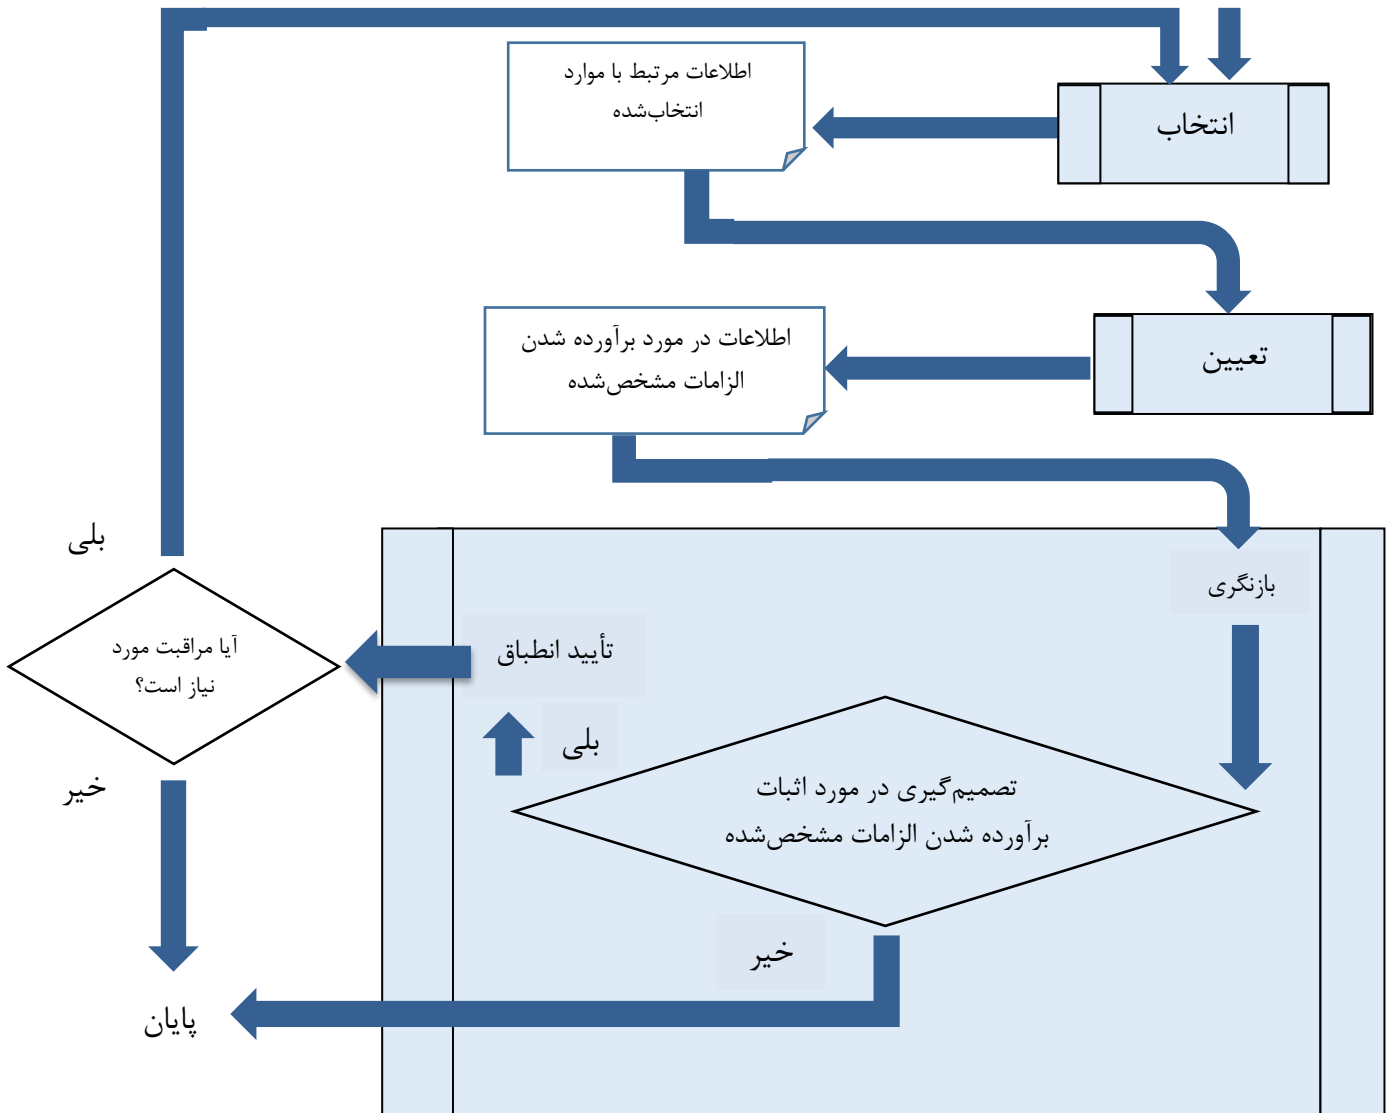 اطلاعات مرتبط با موارد
انتخاب‌شده
انتخاب
اطلاعات در مورد برآورده شدن
الزامات مشخص‌شده
تعیین
بلی
بازنگری
آیا مراقبت مورد
نیاز است؟
تأیید انطباق
بلی
تصمیم‌گیری در مورد اثبات
برآورده شدن الزامات مشخص‌شده
خیر
خیر
پایان